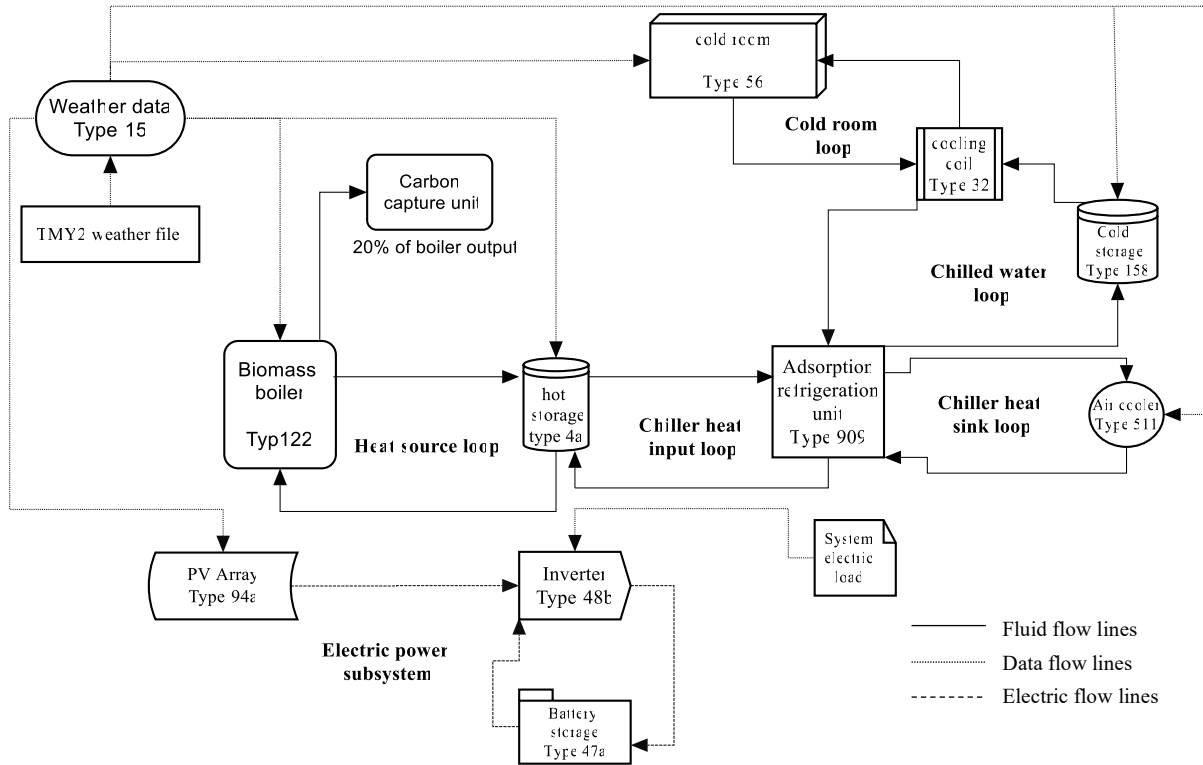 cold room
Type 56
Weather data
Type 15
Cold room
loop
cooling
coil
Type 32
Carbon
capture unit
TMY2 weather file
20% of boiler output
Cold
storage
Type 158
Chilled water
loop
Biomass
boiler
Typ122
hot
storage
type 4a
Adsorption
refrigeration
unit
Type 909
Air cooler
Type 511
Chiller heat
sink loop
Heat source loop
Chiller heat
input loop
System
electric
load
PV Array
Type 94a
Inverter
Type 48b
Electric power
subsystem
Battery
storage
Type 47a
Fluid flow lines
Data flow lines
Electric flow lines